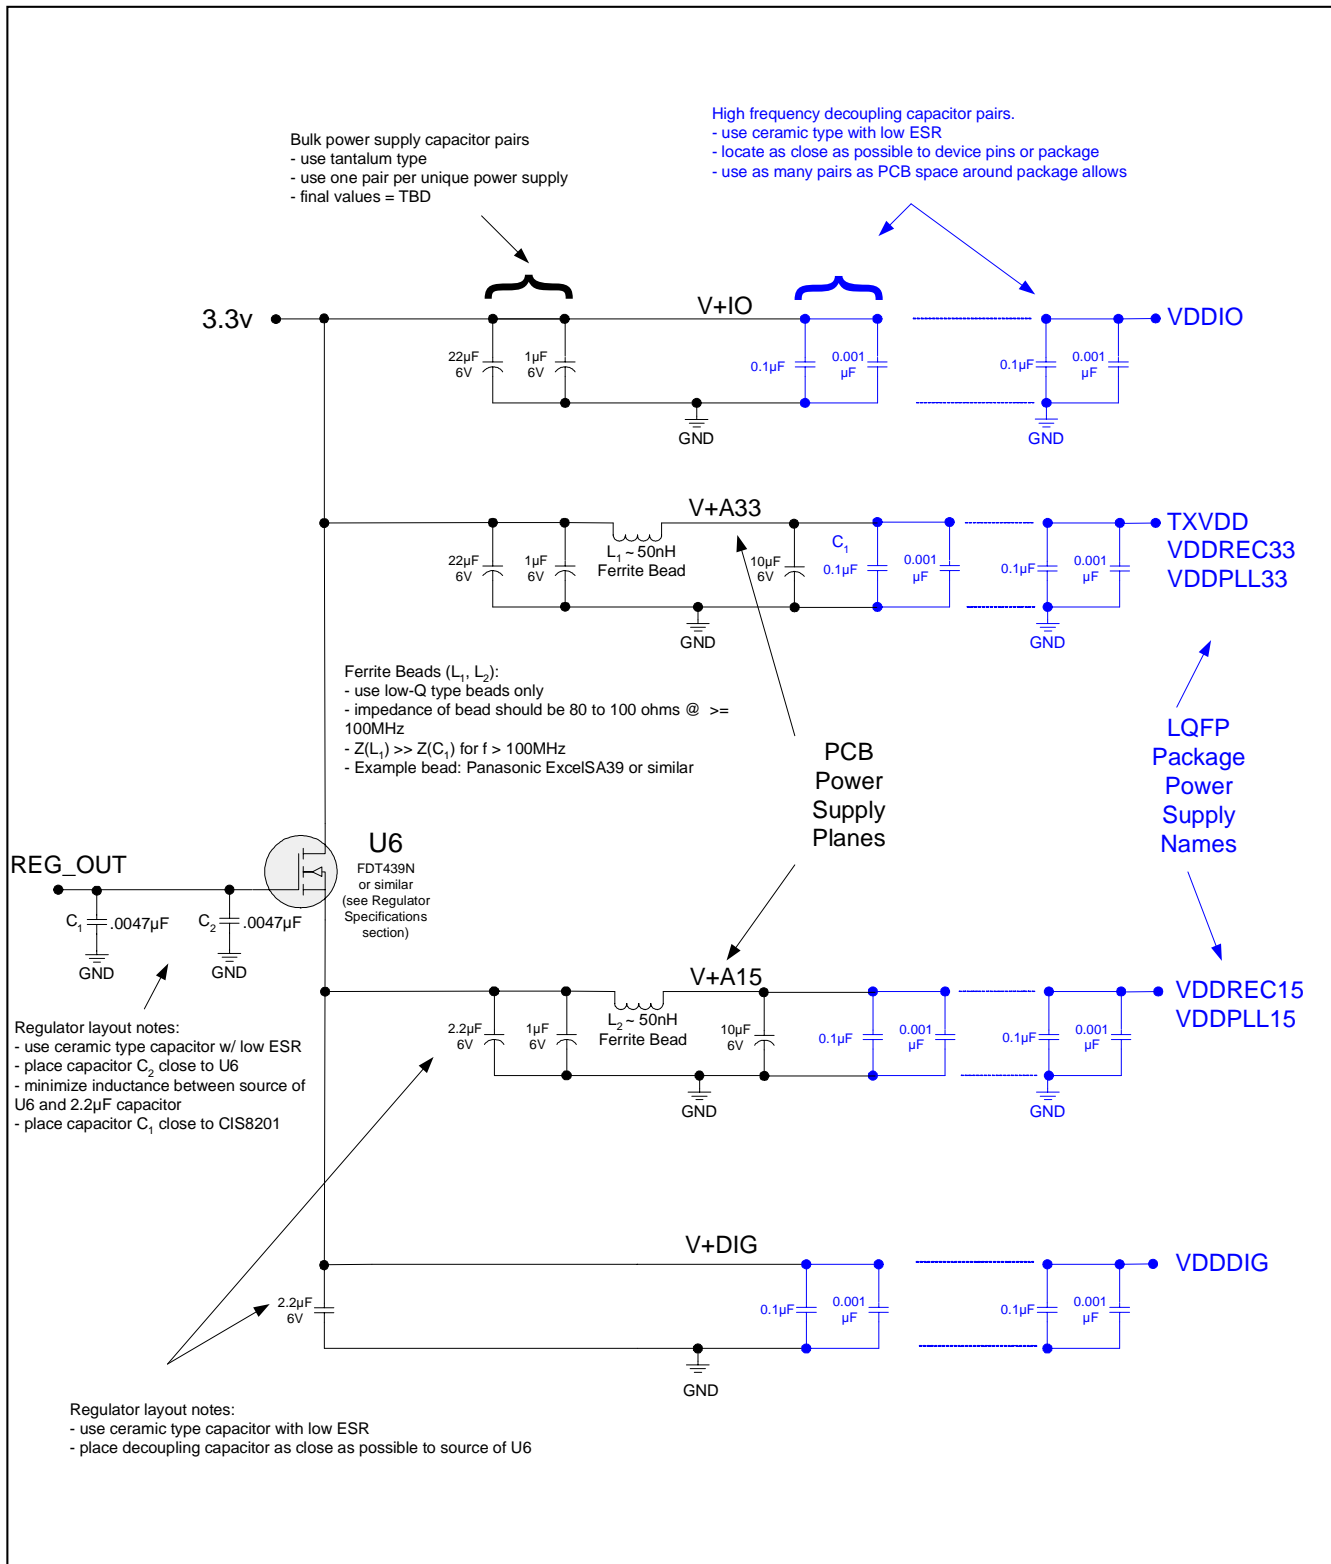 Bulk power supply capacitor pairs
- use tantalum type
- use one pair per unique power supply
- final values = TBD
High frequency decoupling capacitor pairs.
- use ceramic type with low ESR
- locate as close as possible to device pins or package
- use as many pairs as PCB space around package allows
3.3v
V+IO
VDDIO
22µF
6V
1µF
6V
0.1µF
0.001
µF
0.1µF
0.001
µF
GND
GND
V+A33
TXVDD
VDDREC33
VDDPLL33
22µF
6V
1µF
6V
L1 ~ 50nH
Ferrite Bead
10µF
6V
C1
0.1µF
0.001
µF
0.1µF
0.001
µF
GND
GND
Ferrite Beads (L1, L2):
- use low-Q type beads only
- impedance of bead should be 80 to 100 ohms @ >=
100MHz
- Z(L1) >> Z(C1) for f > 100MHz
- Example bead: Panasonic ExcelSA39 or similar
PCB
Power
Supply
Planes
LQFP
Package
Power
Supply
Names
REG_OUT
U6
FDT439N
or similar
(see Regulator
Specifications
section)
C1
.0047µF
C2
.0047µF
GND
GND
Regulator layout notes:
- use ceramic type capacitor w/ low ESR
- place capacitor C2 close to U6
- minimize inductance between source of
U6 and 2.2µF capacitor
- place capacitor C1 close to CIS8201
V+A15
VDDREC15
VDDPLL15
2.2µF
6V
1µF
6V
L2 ~ 50nH
Ferrite Bead
10µF
6V
0.1µF
0.001
µF
0.1µF
0.001
µF
GND
GND
V+DIG
VDDDIG
2.2µF
6V
0.1µF
0.001
µF
0.1µF
0.001
µF
GND
Regulator layout notes:
- use ceramic type capacitor with low ESR
- place decoupling capacitor as close as possible to source of U6